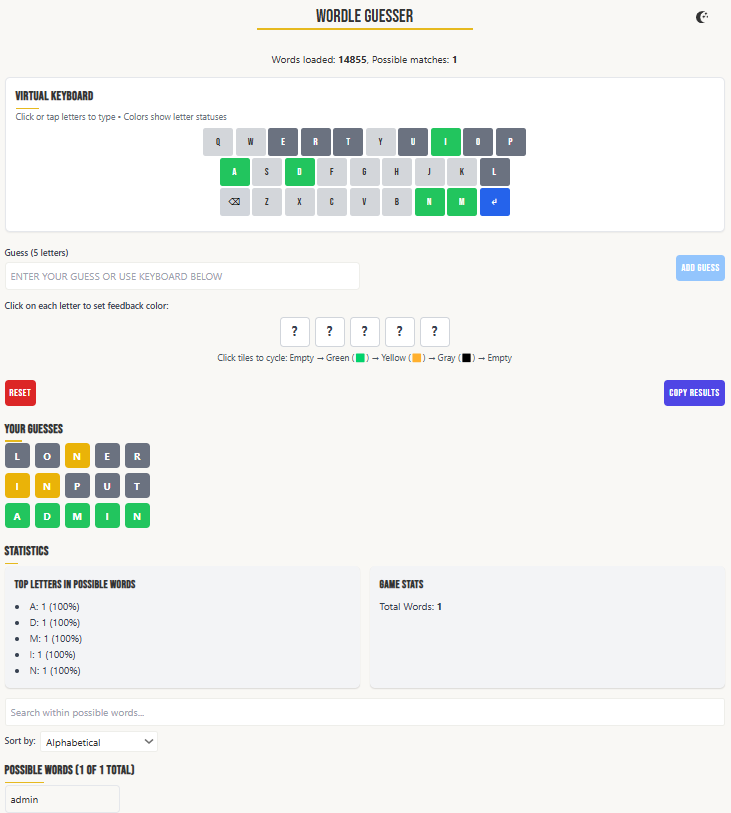 WORDLE GUESSER
Words loaded: 14855, Possible matches: 1
VIRTUAL KEYBOARD
Click or tap letters to type • Colors show letter statuses
Q W E R T Y U I O P
A S D F G H J K L
⌫ Z X C V B N M ↵
Guess (5 letters)
ENTER YOUR GUESS OR USE KEYBOARD BELOW
ADD GUESS
Click on each letter to set feedback color:
? ? ? ? ?
Click tiles to cycle: Empty → Green (🟩) → Yellow (🟧) → Gray (⬛) → Empty
RESET
COPY RESULTS
YOUR GUESSES
L O N E R
I N P U T
A D M I N
STATISTICS
TOP LETTERS IN POSSIBLE WORDS
• A: 1 (100%)
• D: 1 (100%)
• M: 1 (100%)
• I: 1 (100%)
• N: 1 (100%)
GAME STATS
Total Words: 1
Search within possible words...
Sort by: Alphabetical
POSSIBLE WORDS (1 OF 1 TOTAL)
admin